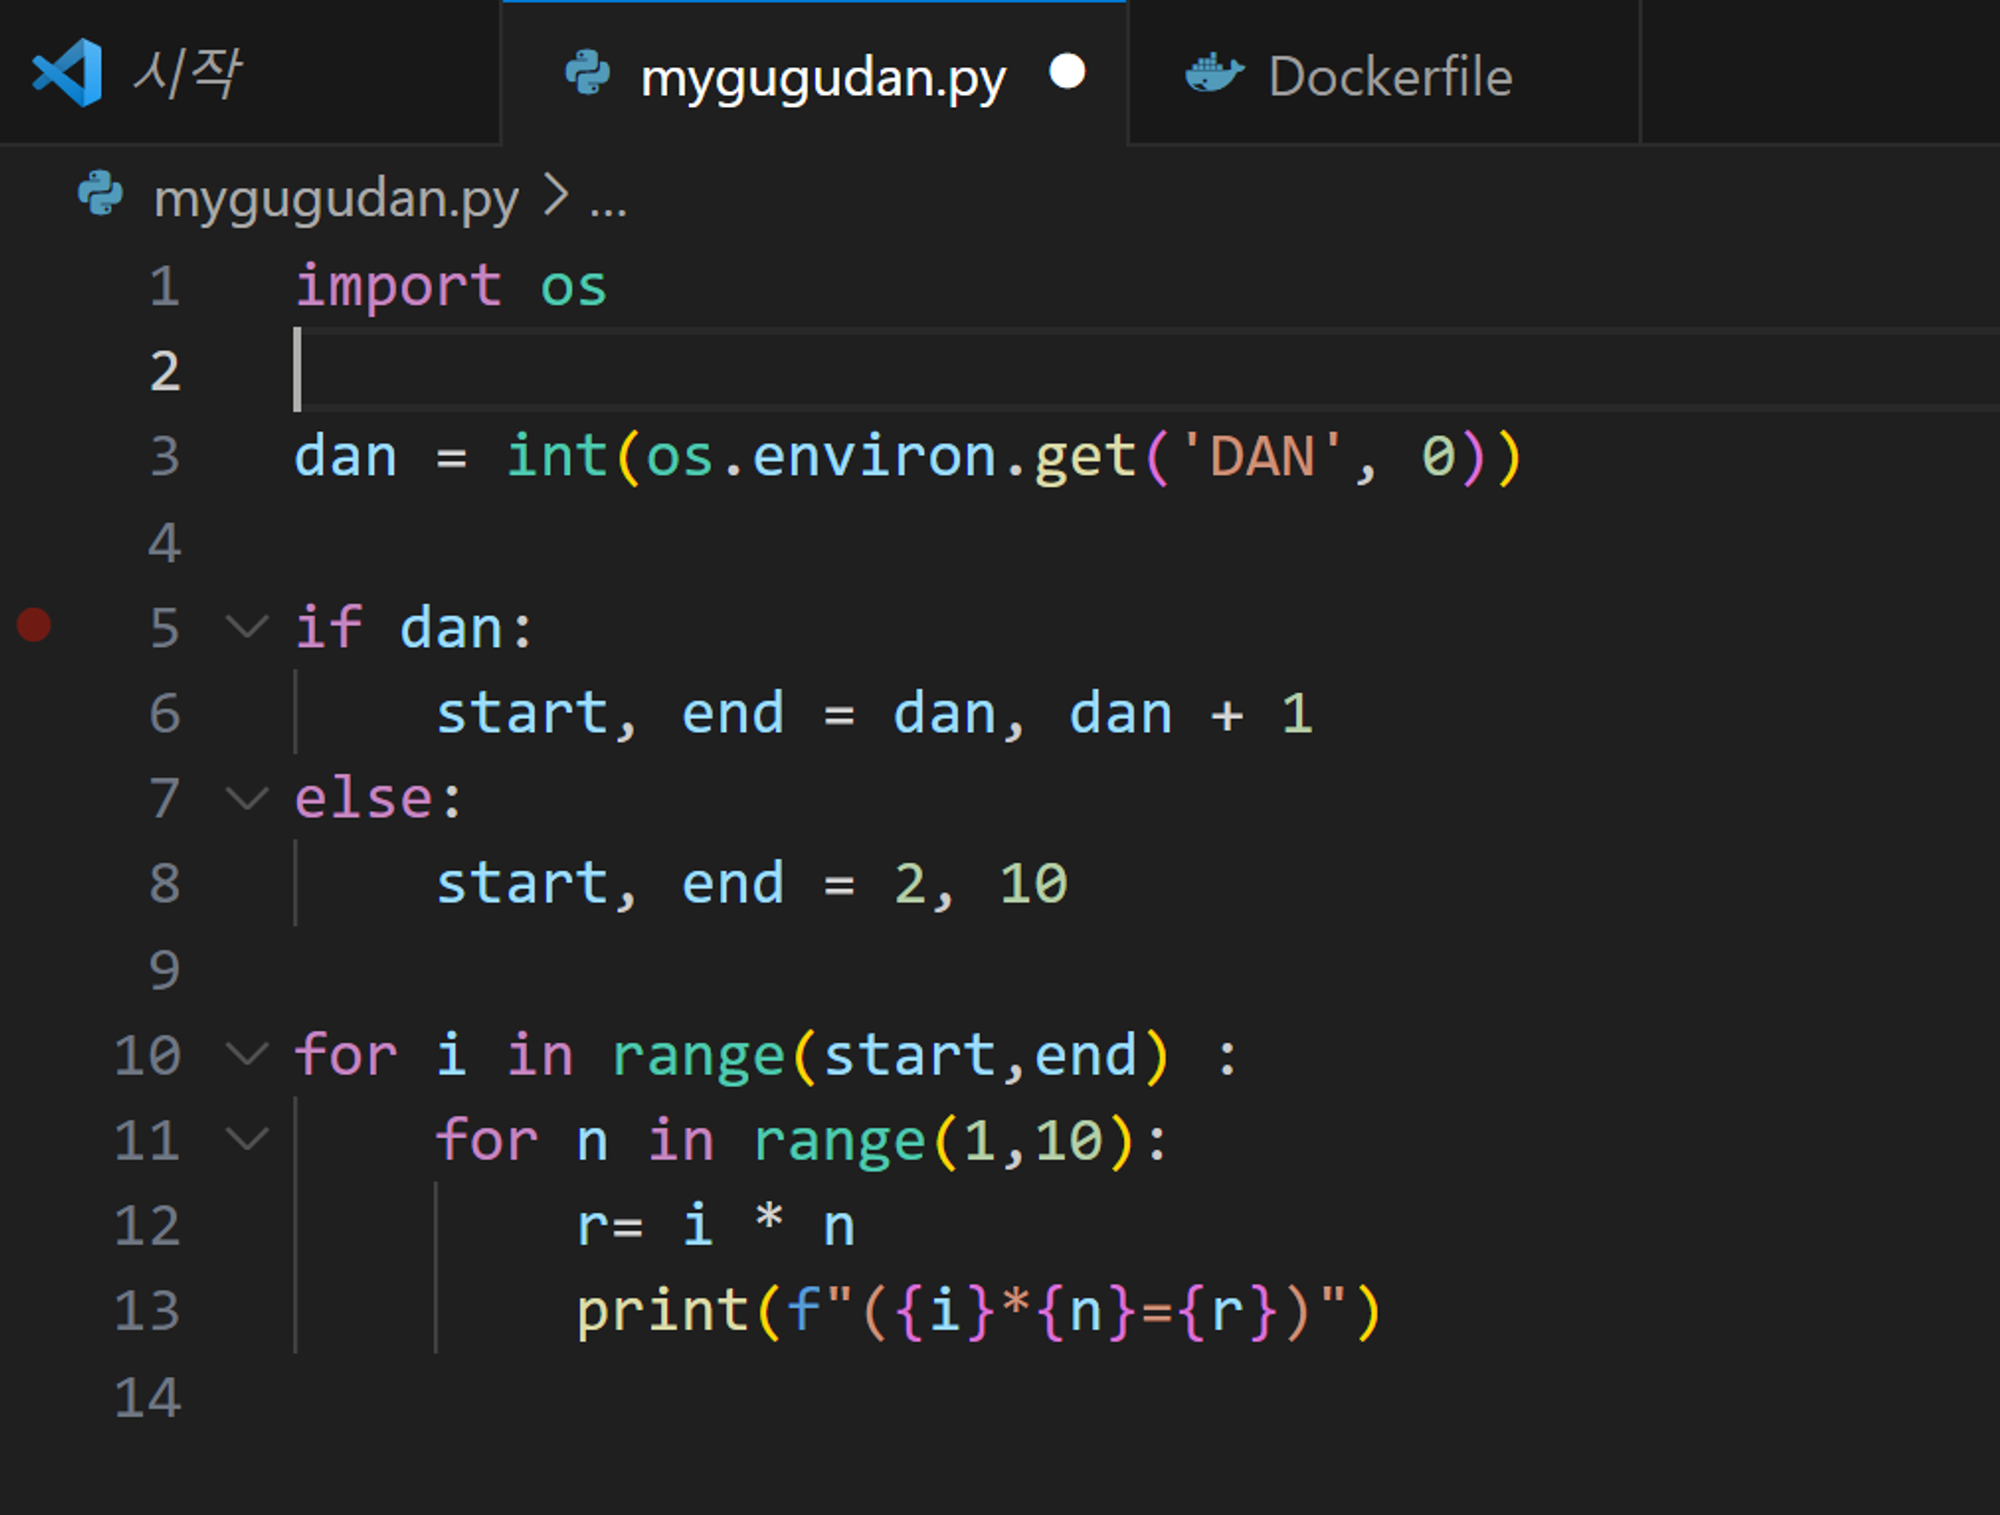 시작 mygugudan.py Dockerfile
mygugudan.py > ...
1 import os
2
3 dan = int(os.environ.get('DAN', 0))
4
5 if dan:
6     start, end = dan, dan + 1
7 else:
8     start, end = 2, 10
9
10 for i in range(start,end) :
11     for n in range(1,10):
12         r= i * n
13         print(f"({i}*{n}={r})")
14